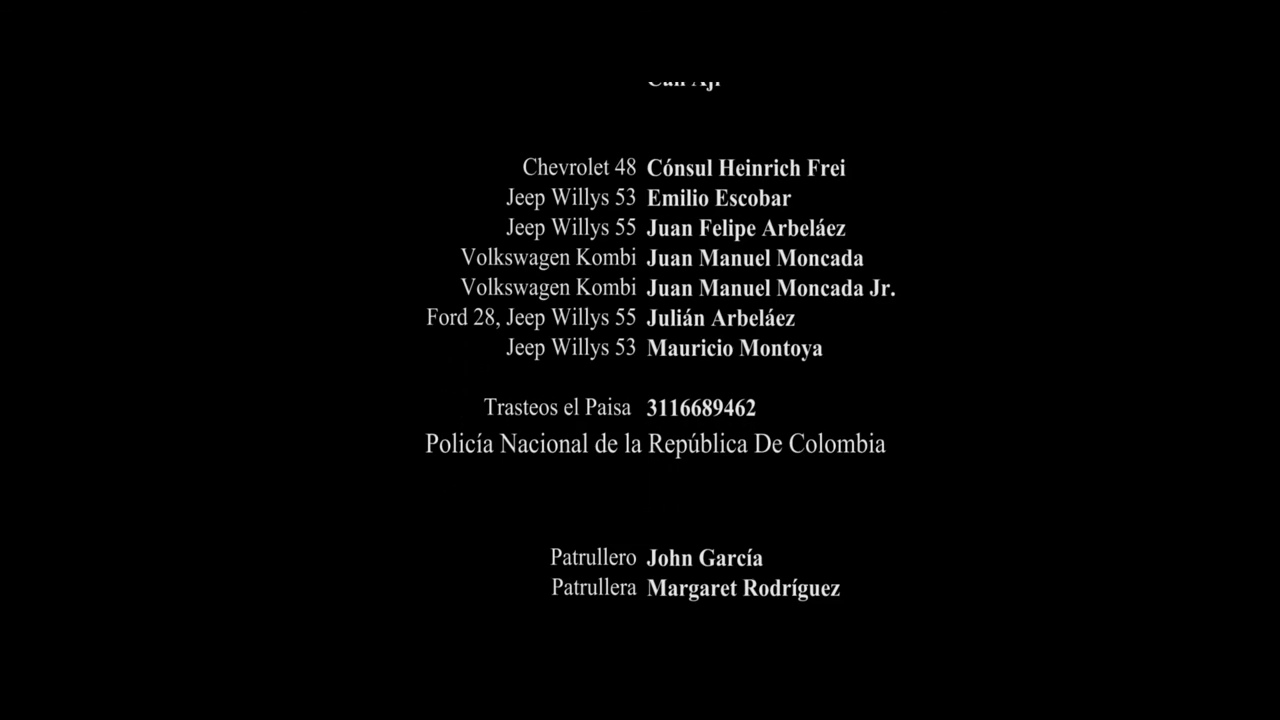 Chevrolet 48 Cónsul Heinrich Frei
Jeep Willys 53 Emilio Escobar
Jeep Willys 55 Juan Felipe Arbeláez
Volkswagen Kombi Juan Manuel Moncada
Volkswagen Kombi Juan Manuel Moncada Jr.
Ford 28, Jeep Willys 55 Julián Arbeláez
Jeep Willys 53 Mauricio Montoya
Trasteos el Paisa 3116689462
Policía Nacional de la República De Colombia
Patrullero John García
Patrullera Margaret Rodríguez